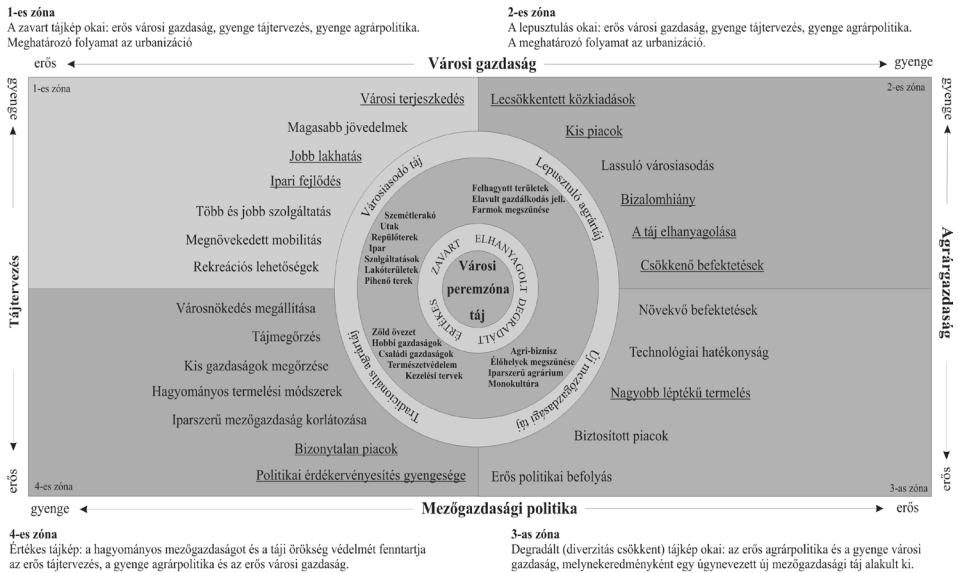 1-es zóna
A zavart tájkép okai: erős városi gazdaság, gyenge tájtervezés, gyenge agrárpolitika.
Meghatározó folyamat az urbanizáció
2-es zóna
A lepusztulás okai: erős városi gazdaság, gyenge tájtervezés, gyenge agrárpolitika.
A meghatározó folyamat az urbanizáció.
erős
Városi gazdaság
gyenge
gyenge
Tájtervezés
erős
gyenge
Agrárgazdaság
erős
1-es zóna
Városi terjeszkedés
Magasabb jövedelmek
Jobb lakhatás
Ipari fejlődés
Több és jobb szolgáltatás
Megnövekedett mobilitás
Rekreációs lehetőségek
2-es zóna
Lecsökkentett közkiadások
Kis piacok
Lassuló városiasodás
Bizalomhiány
A táj elhanyagolása
Csökkenő befektetések
Városiasodó táj
Lepusztuló agrártáj
Szemétlerakó
Utak
Repülőterek
Ipar
Szolgáltatások
Lakóterületek
Pihenő terek
Felhagyott területek
Elavult gazdálkodás jell.
Farmok megszűnése
ZAVART
ELHANYAGOLT
Városi
peremzóna
táj
ÉRTÉKES
DEGRADÁLT
Zöld övezet
Hobbi gazdaságok
Családi gazdaságok
Természetvédelem
Kezelési tervek
Agri-biznisz
Élőhelyek megszűnése
Iparszerű agrárium
Monokultúra
Tradicionális agrártáj
Új mezőgazdasági táj
Városnökedés megállítása
Tájmegőrzés
Kis gazdaságok megőrzése
Hagyományos termelési módszerek
Iparszerű mezőgazdaság korlátozása
Bizonytalan piacok
Politikai érdekérvényesítés gyengesége
4-es zóna
Növekvő befektetések
Technológiai hatékonyság
Nagyobb léptékű termelés
Biztosított piacok
Erős politikai befolyás
3-as zóna
gyenge
Mezőgazdasági politika
erős
4-es zóna
Értékes tájkép: a hagyományos mezőgazdaságot és a táji örökség védelmét fenntartja
az erős tájtervezés, a gyenge agrárpolitika és az erős városi gazdaság.
3-as zóna
Degradált (diverzitás csökkent) tájkép okai: az erős agrárpolitika és a gyenge városi
gazdaság, melynekeredményként egy úgynevezett új mezőgazdasági táj alakult ki.